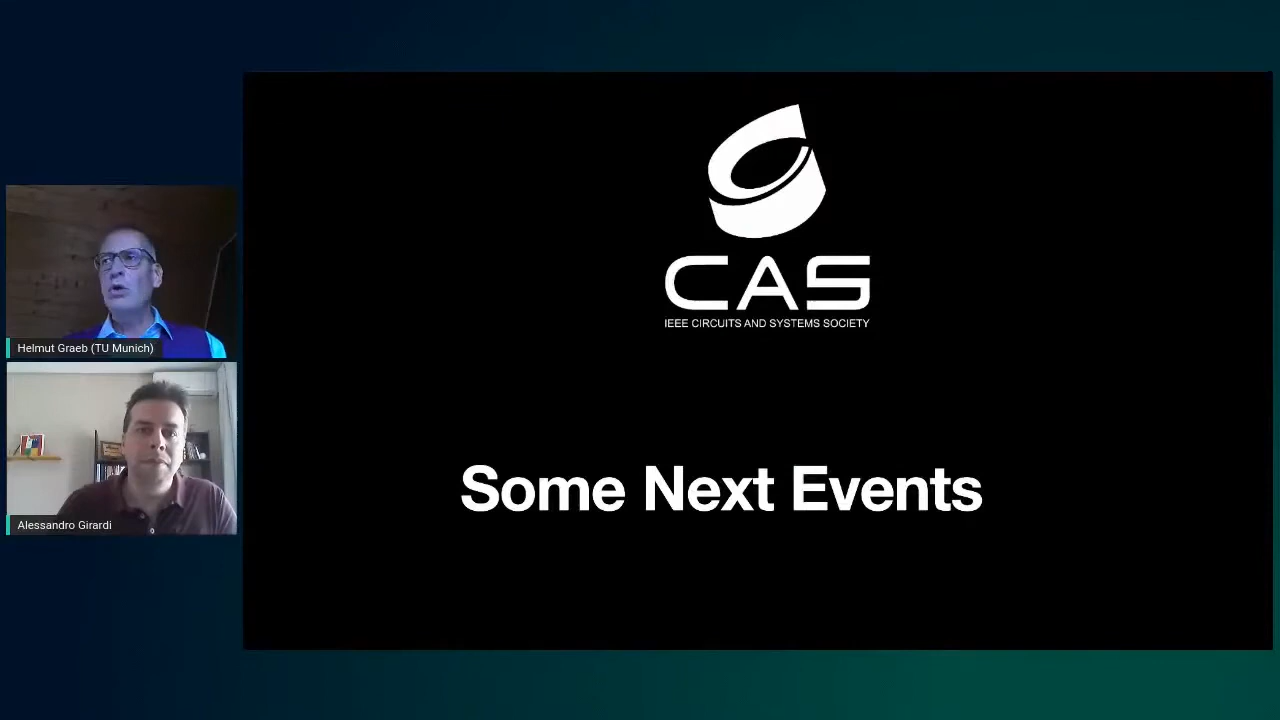 CAS
IEEE CIRCUITS AND SYSTEMS SOCIETY
Helmut Graeb (TU Munich)
Some Next Events
Alessandro Girardi